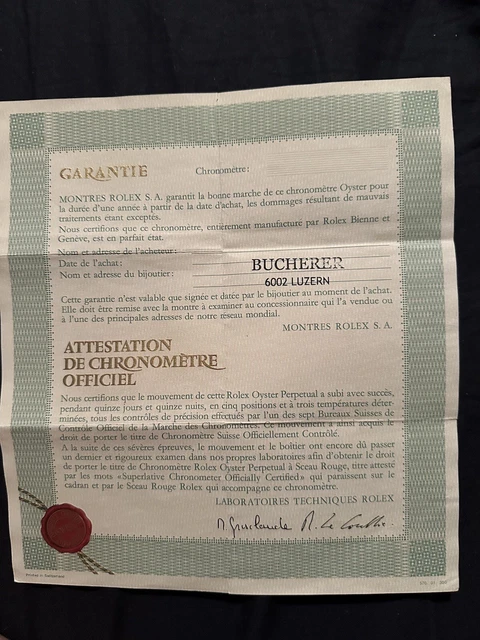 GARANTIE
Chronomètre:
MONTRES ROLEX S. A. garantit la bonne marche de ce chronomètre Oyster pour
la durée d'une année à partir de la date d'achat, les dommages résultant de mauvais
traitements étant exceptés.
Nous certifions que ce chronomètre, entièrement manufacturé par Rolex Bienne et
Genève, est en parfait état.
Nom et adresse de l'acheteur:
Date de l'achat:
BUCHERER
Nom et adresse du bijoutier:
6002 LUZERN
Cette garantie n'est valable que signée et datée par le bijoutier au moment de l'achat.
Elle doit être remise avec la montre à examiner au concessionnaire qui l'a vendue ou
à l'une des principales adresses de notre réseau mondial.
MONTRES ROLEX S. A.
ATTESTATION
DE CHRONOMÈTRE
OFFICIEL
Nous certifions que le mouvement de cette Rolex Oyster Perpetual a subi avec succès,
pendant quinze jours et quinze nuits, en cinq positions et à trois températures déter-
minées, tous les contrôles de précision effectués par l'un des sept Bureaux Suisses de
Contrôle Officiel de la Marche des Chronomètres. Ce mouvement a ainsi acquis le
droit de porter le titre de Chronomètre Suisse Officiellement Contrôlé.
A la suite de ces sévères épreuves, le mouvement et le boîtier ont encore dû passer
un dernier et rigoureux examen dans nos propres laboratoires afin d'obtenir le droit
de porter le titre de Chronomètre Rolex Oyster Perpetual à Sceau Rouge, titre attesté
par les mots «Superlative Chronometer Officially Certified» qui paraissent sur le
cadran et par le Sceau Rouge Rolex qui accompagne ce chronomètre.
LABORATOIRES TECHNIQUES ROLEX
Printed in Switzerland